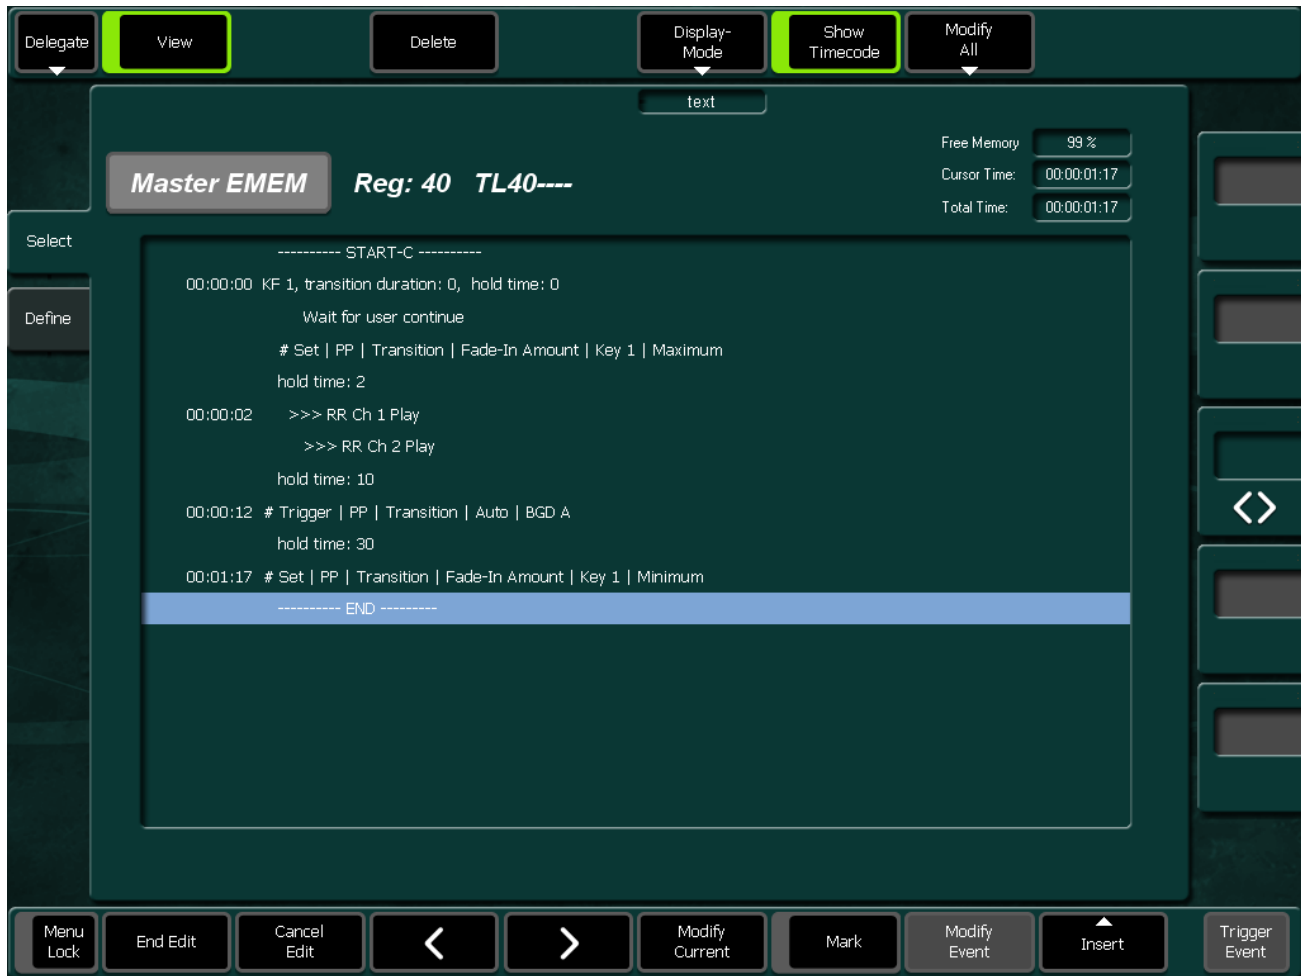 Delegate
View
Delete
Display-
Mode
Show
Timecode
Modify
All
text
Free Memory 99 %
Master EMEM Reg: 40 TL40----
Cursor Time: 00:00:01:17
Total Time: 00:00:01:17
Select
Define
---------- START-C ----------
00:00:00 KF 1, transition duration: 0, hold time: 0
Wait for user continue
# Set | PP | Transition | Fade-In Amount | Key 1 | Maximum
hold time: 2
00:00:02 >>> RR Ch 1 Play
>>> RR Ch 2 Play
hold time: 10
00:00:12 # Trigger | PP | Transition | Auto | BGD A
hold time: 30
00:01:17 # Set | PP | Transition | Fade-In Amount | Key 1 | Minimum
---------- END ---------
Menu
Lock
End Edit
Cancel
Edit
Modify
Current
Mark
Modify
Event
Insert
Trigger
Event